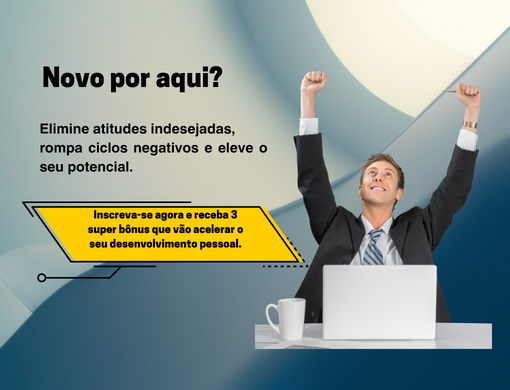 Novo por aqui?
Elimine atitudes indesejadas,
rompa ciclos negativos e eleve o
seu potencial.
Inscreva-se agora e receba 3
super bônus que vão acelerar o
seu desenvolvimento pessoal.